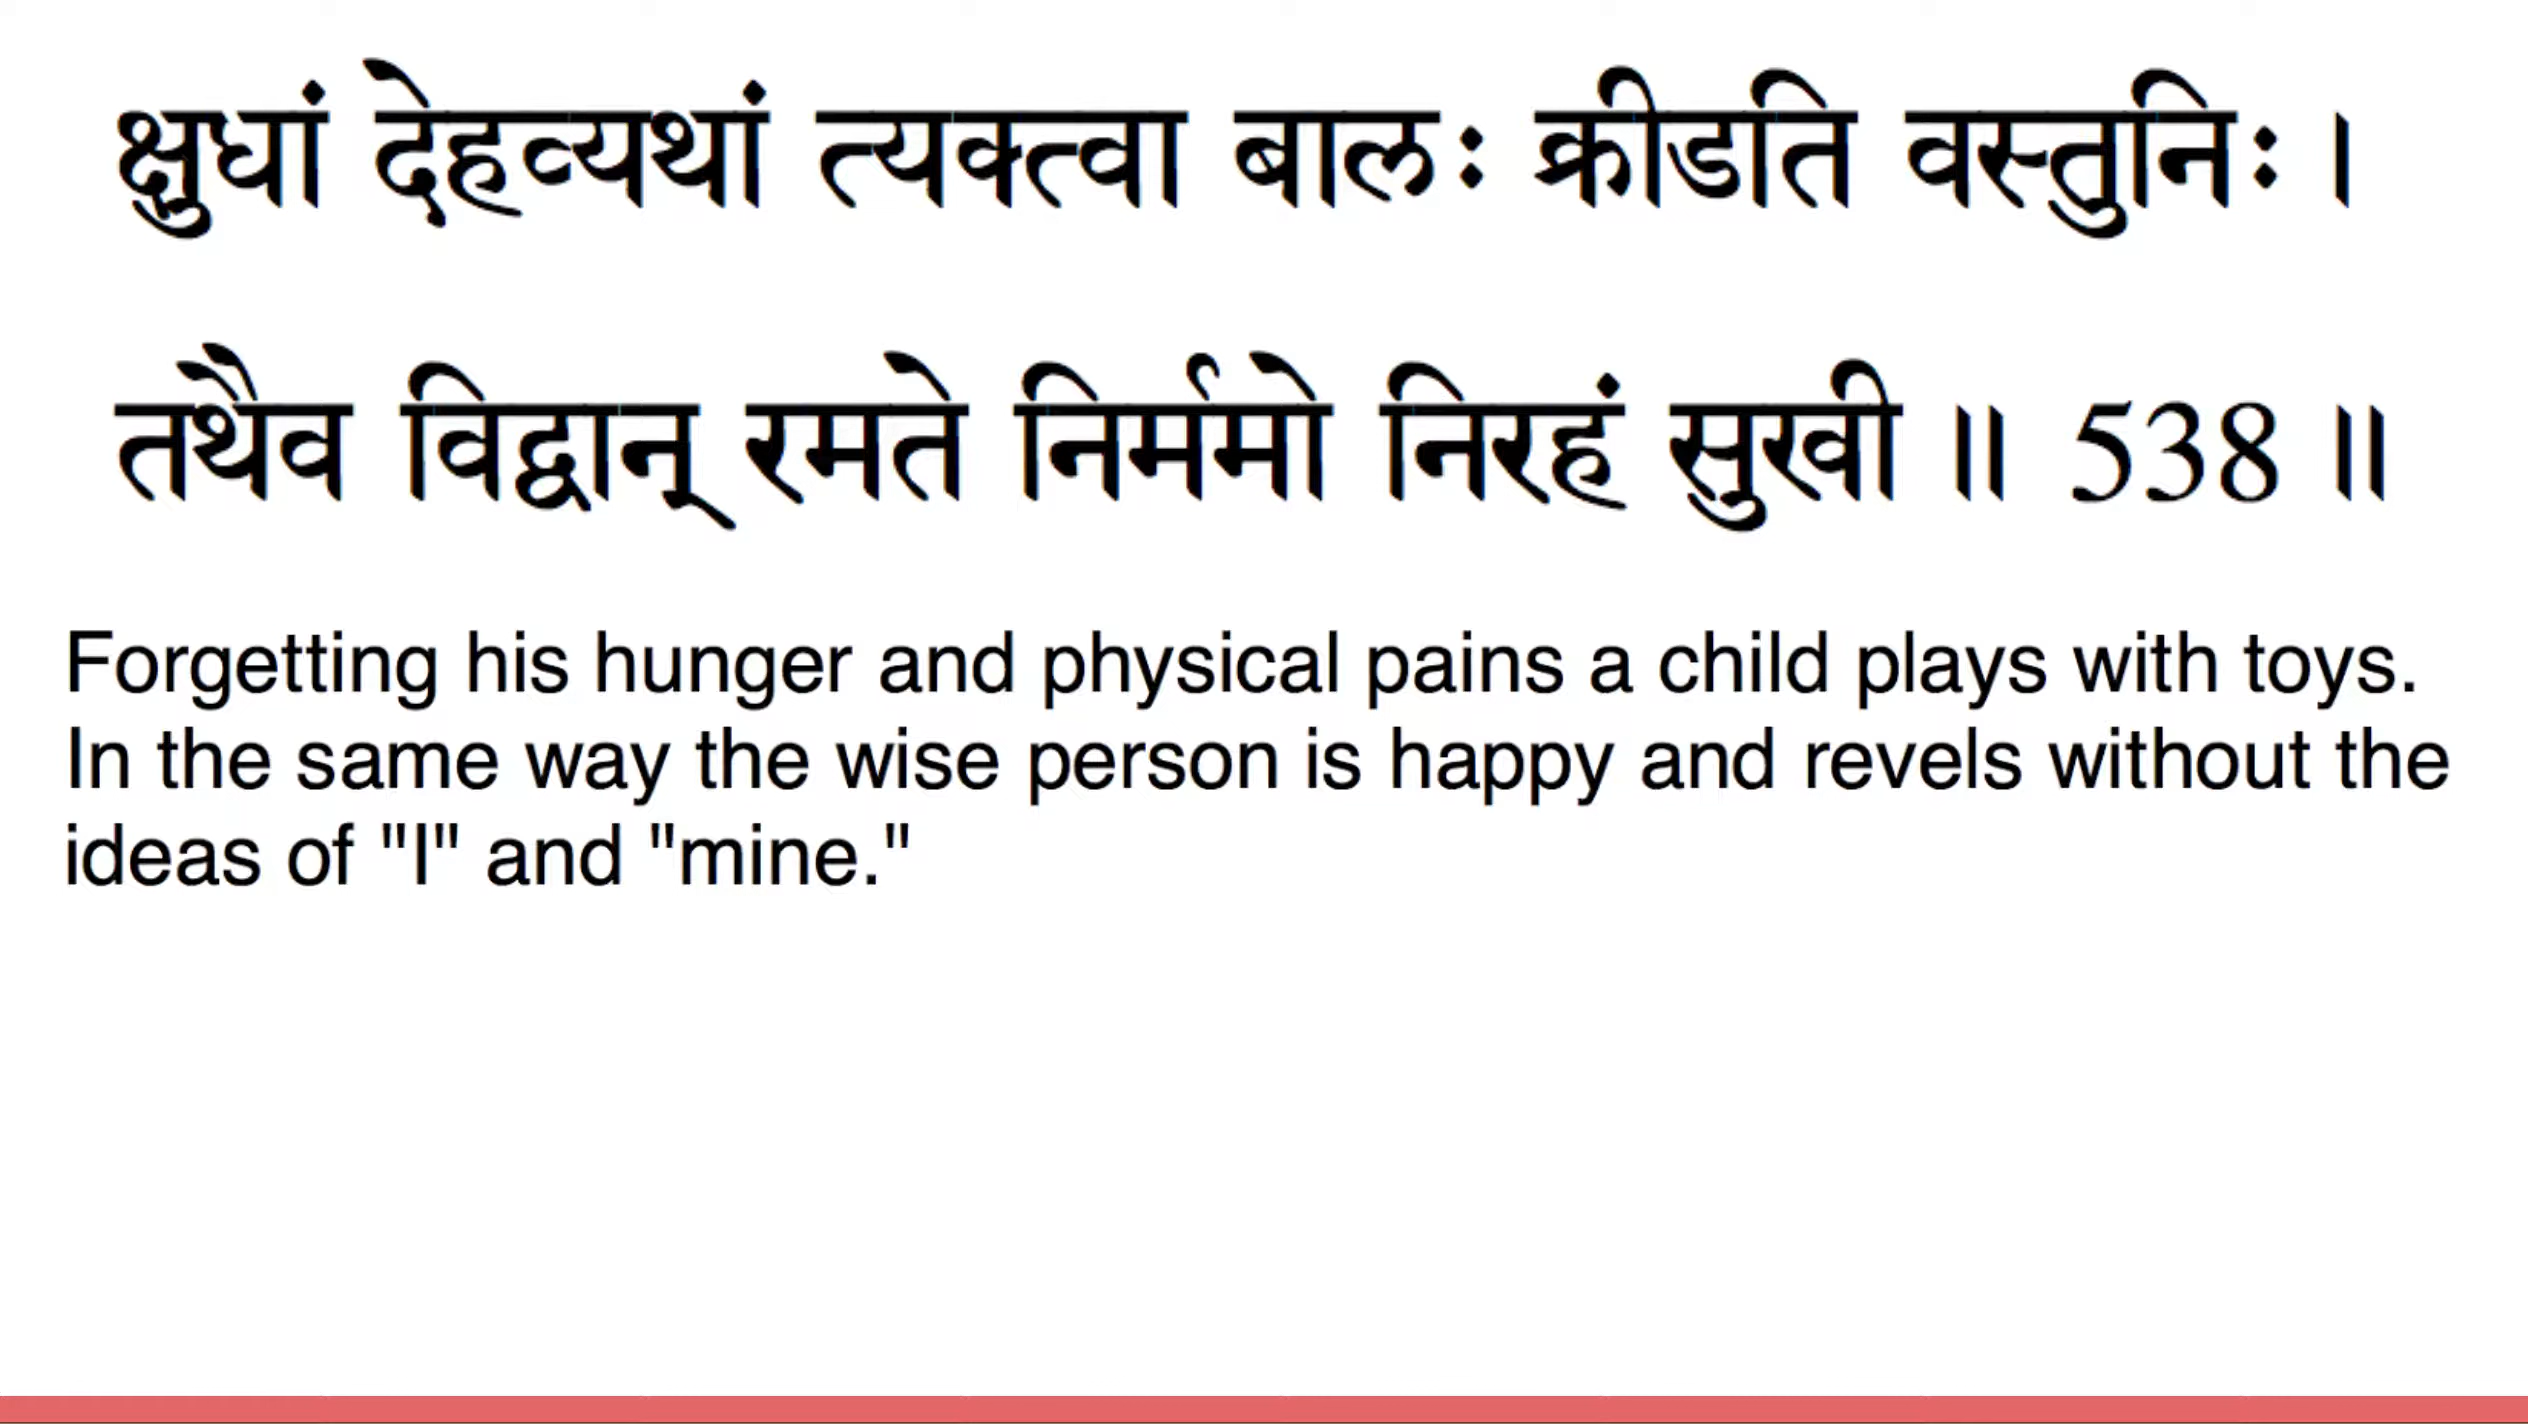 क्षुधां देहव्यथां त्यक्त्वा बालः क्रीडति वस्तुनिः ।
तथैव विद्वान् रमते निर्ममो निरहं सुखी ॥ 538 ॥
Forgetting his hunger and physical pains a child plays with toys.
In the same way the wise person is happy and revels without the
ideas of "I" and "mine."